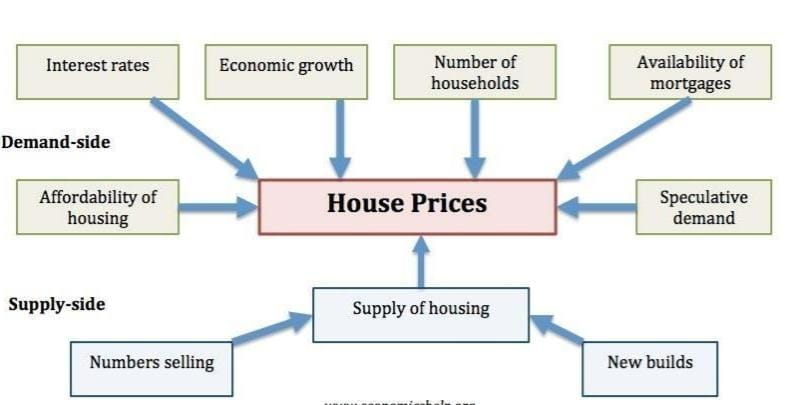 Interest rates
Economic growth
Number of
households
Availability of
mortgages
Demand-side
Affordability of
housing
House Prices
Speculative
demand
Supply-side
Supply of housing
Numbers selling
New builds